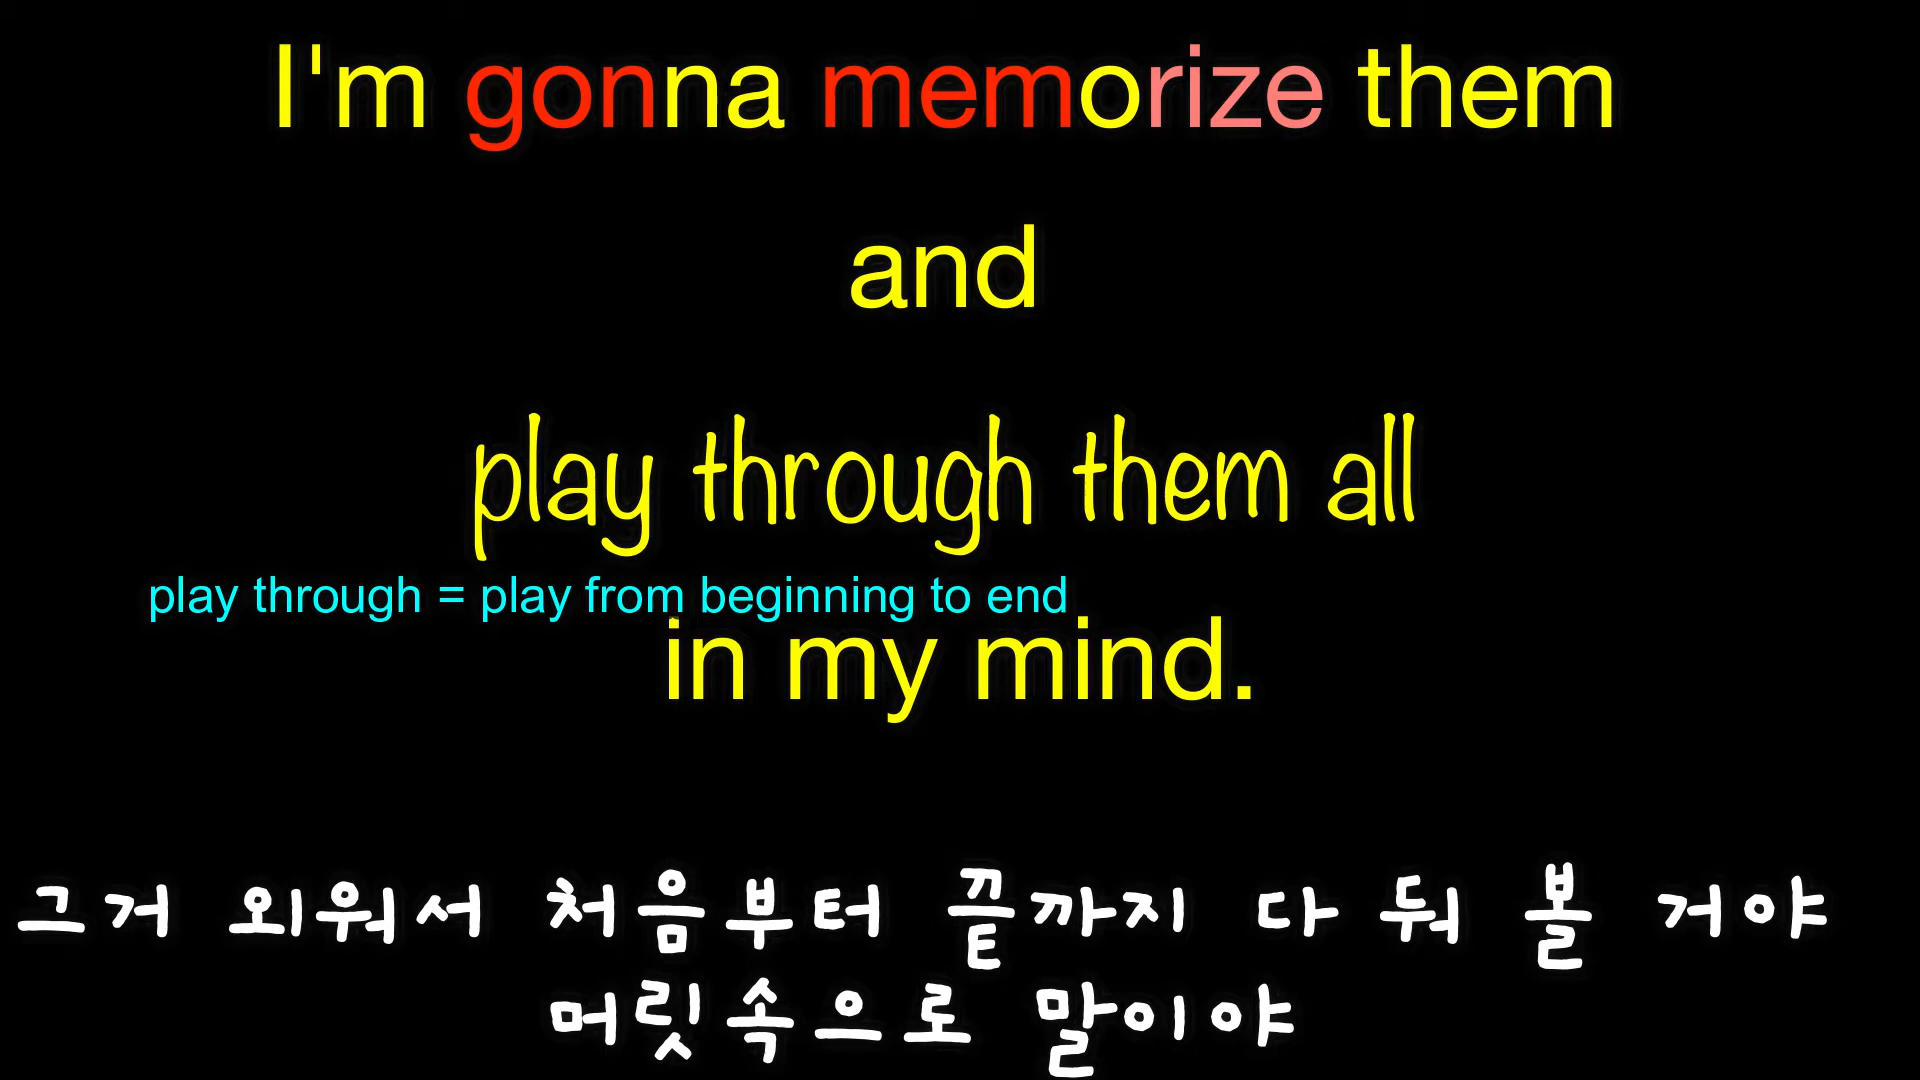 I'm gonna memorize them
and
play through them all
play through = play from beginning to end
in my mind.
그거 외워서 처음부터 끝까지 다 둬 볼 거야
머릿속으로 말이야